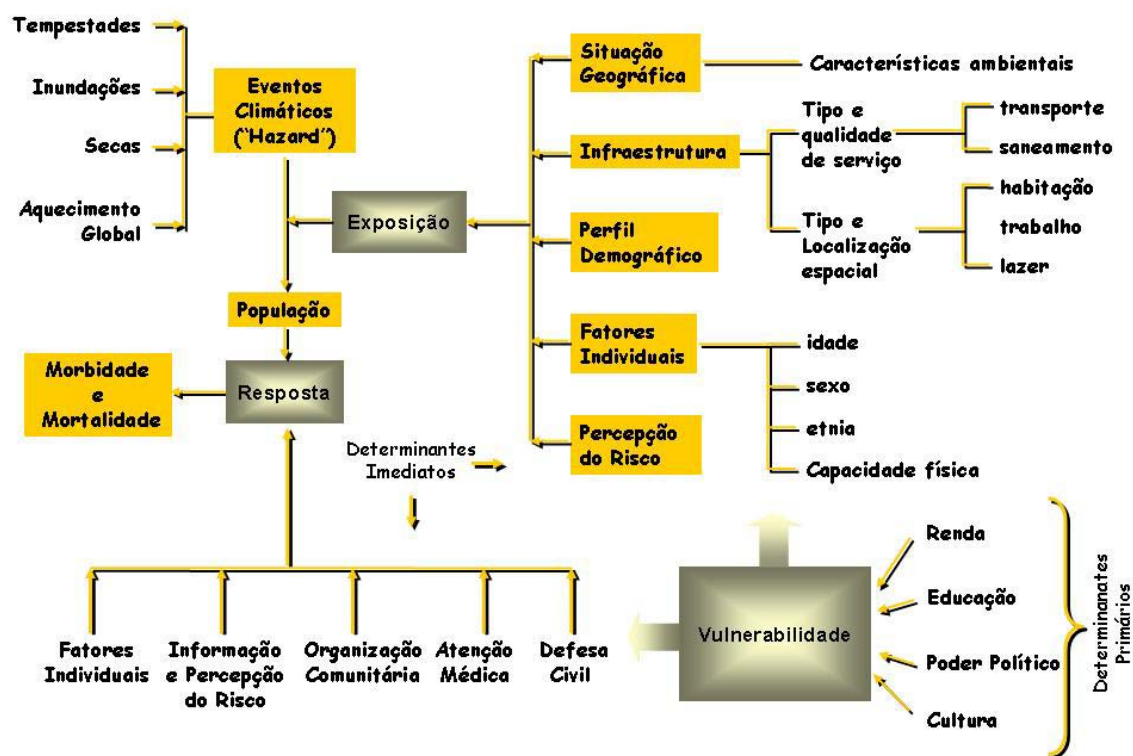 Tempestades
Inundações
Secas
Aquecimento
Global
Eventos
Climáticos
("Hazard")
Exposição
População
Resposta
Morbidade
e
Mortalidade
Situação
Geográfica
Características ambientais
Infraestrutura
Tipo e
qualidade
de serviço
transporte
saneamento
Tipo e
Localização
espacial
habitação
trabalho
lazer
Perfil
Demográfico
Fatores
Individuais
idade
sexo
etnia
Capacidade física
Percepção
do Risco
Determinantes
Imediatos
Fatores
Individuais
Informação
e Percepção
do Risco
Organização
Comunitária
Atenção
Médica
Defesa
Civil
Vulnerabilidade
Renda
Educação
Poder Político
Cultura
Determinanates
Primários